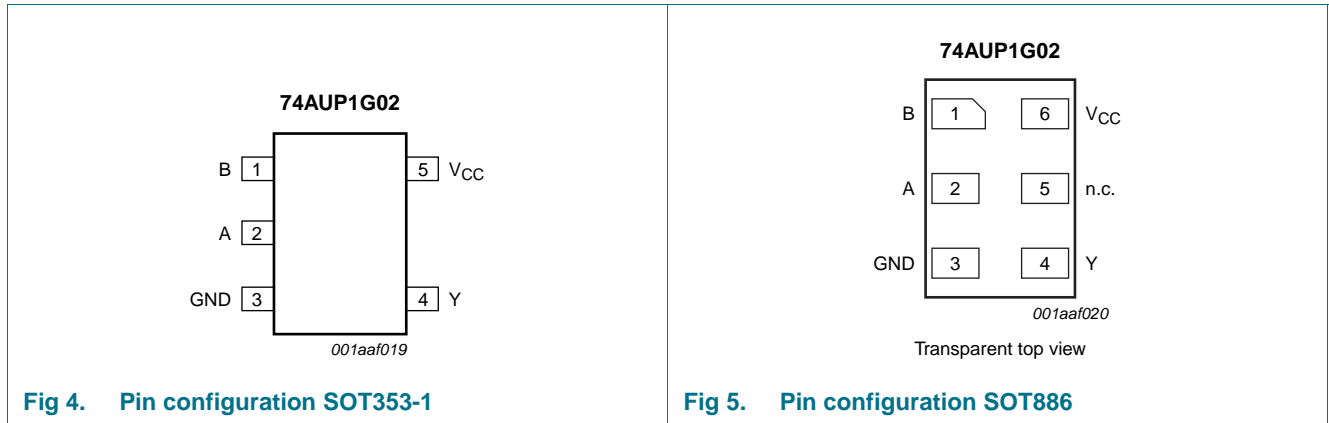 74AUP1G02
B 1
5 VCC
A 2
GND 3
4 Y
001aaf019
Fig 4. Pin configuration SOT353-1
74AUP1G02
B 1
6 VCC
A 2
5 n.c.
GND 3
4 Y
001aaf020
Transparent top view
Fig 5. Pin configuration SOT886